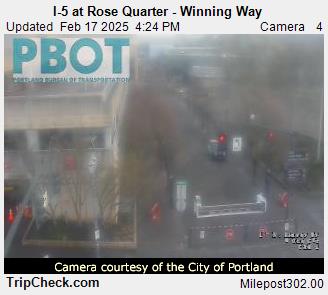 I-5 at Rose Quarter - Winning Way
Updated Feb 17 2025 4:24 PM Camera 4
PBOT
PORTLAND BUREAU OF TRANSPORTATION
Camera courtesy of the City of Portland
TripCheck.com Milepost302.00